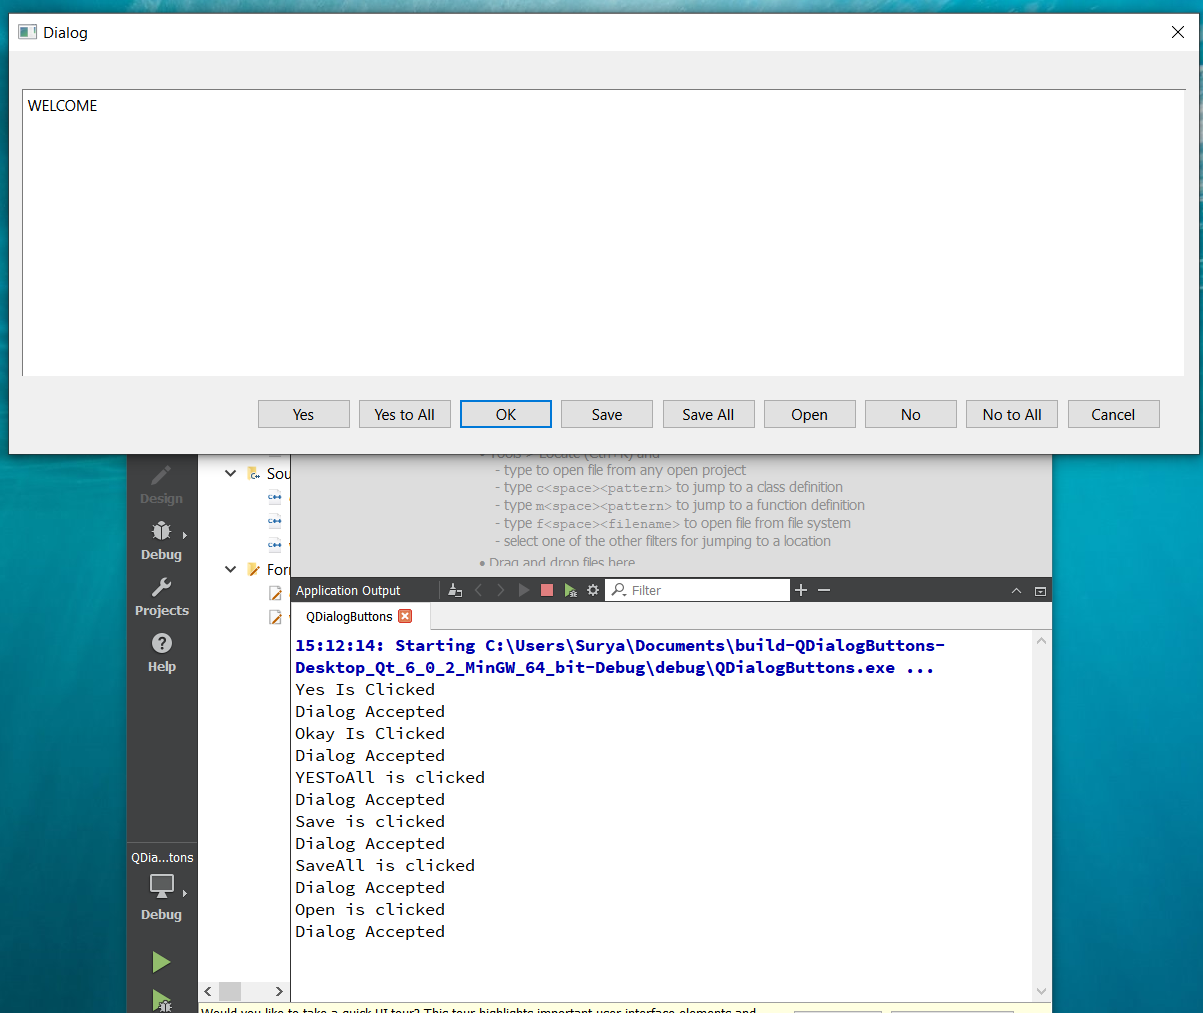 Dialog
WELCOME
Yes
Yes to All
OK
Save
Save All
Open
No
No to All
Cancel
Design
Debug
Projects
Help
QDia...tons
Debug
Sou
For
- type to open file from any open project
- type c<space><pattern> to jump to a class definition
- type m<space><pattern> to jump to a function definition
- type f<space><filename> to open file from file system
- select one of the other filters for jumping to a location
• Drag and drop files here
Application Output
Filter
QDialogButtons
15:12:14: Starting C:\Users\Surya\Documents\build-QDialogButtons-
Desktop_Qt_6_0_2_MinGW_64_bit-Debug\debug\QDialogButtons.exe ...
Yes Is Clicked
Dialog Accepted
Okay Is Clicked
Dialog Accepted
YESToAll is clicked
Dialog Accepted
Save is clicked
Dialog Accepted
SaveAll is clicked
Dialog Accepted
Open is clicked
Dialog Accepted
Would you like to take a quick UI tour? This tour highlights important user interface elements and